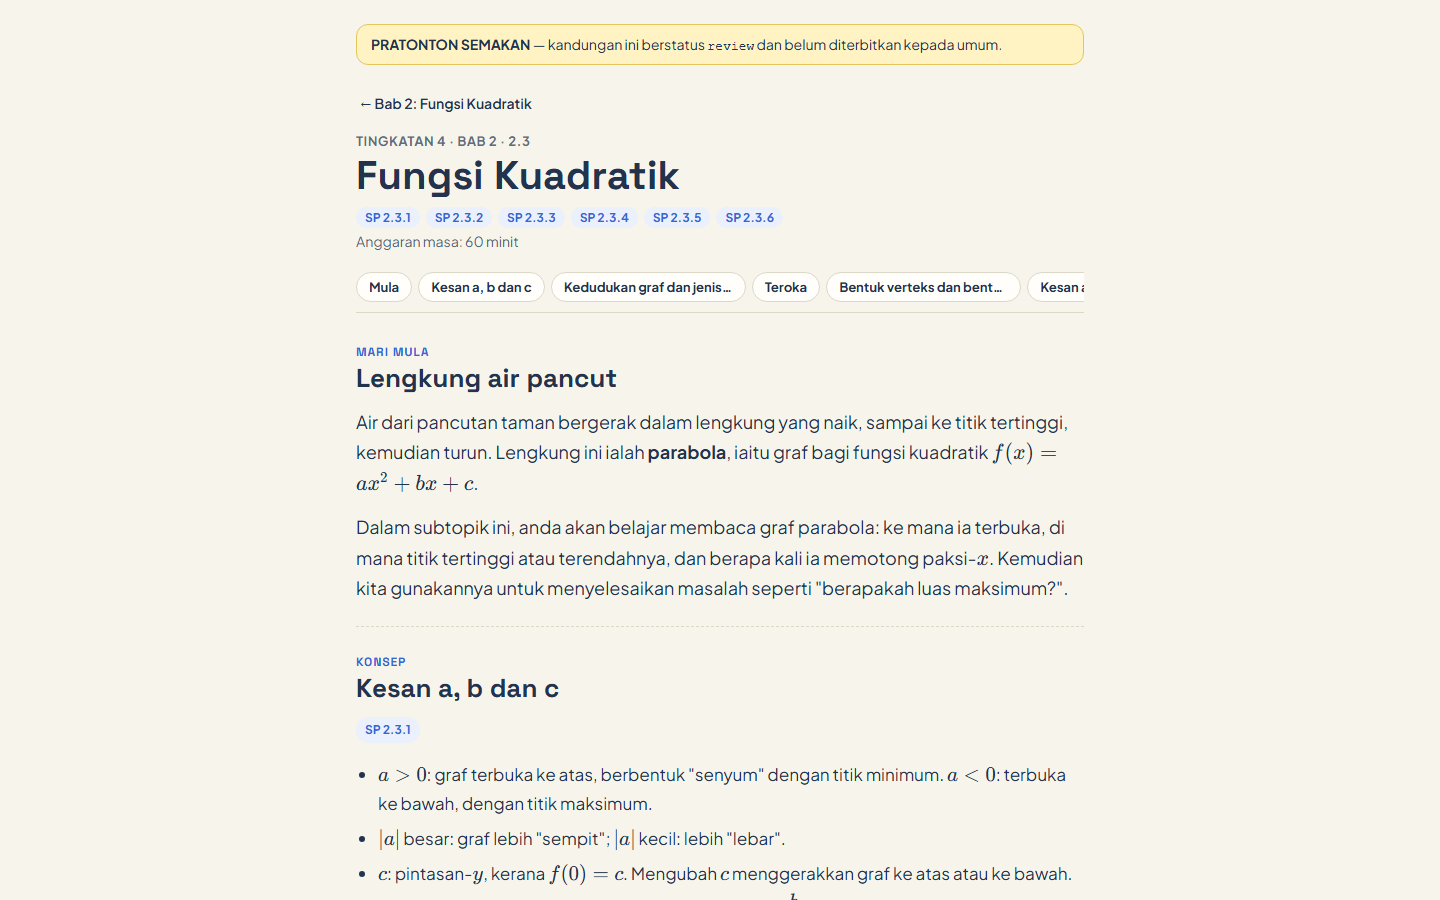 PRATONTON SEMAKAN — kandungan ini berstatus review dan belum diterbitkan kepada umum.
← Bab 2: Fungsi Kuadratik
TINGKATAN 4 · BAB 2 · 2.3
Fungsi Kuadratik
SP 2.3.1 SP 2.3.2 SP 2.3.3 SP 2.3.4 SP 2.3.5 SP 2.3.6
Anggaran masa: 60 minit
Mula Kesan a, b dan c Kedudukan graf dan jenis… Teroka Bentuk verteks dan bent… Kesan
MARI MULA
Lengkung air pancut
Air dari pancutan taman bergerak dalam lengkung yang naik, sampai ke titik tertinggi,
kemudian turun. Lengkung ini ialah parabola, iaitu graf bagi fungsi kuadratik f(x) =
ax² + bx + c.
Dalam subtopik ini, anda akan belajar membaca graf parabola: ke mana ia terbuka, di
mana titik tertinggi atau terendahnya, dan berapa kali ia memotong paksi-x. Kemudian
kita gunakannya untuk menyelesaikan masalah seperti "berapakah luas maksimum?".
KONSEP
Kesan a, b dan c
SP 2.3.1
• a > 0: graf terbuka ke atas, berbentuk "senyum" dengan titik minimum. a < 0: terbuka
ke bawah, dengan titik maksimum.
• |a| besar: graf lebih "sempit"; |a| kecil: lebih "lebar".
• c: pintasan-y, kerana f(0) = c. Mengubah c menggerakkan graf ke atas atau ke bawah.